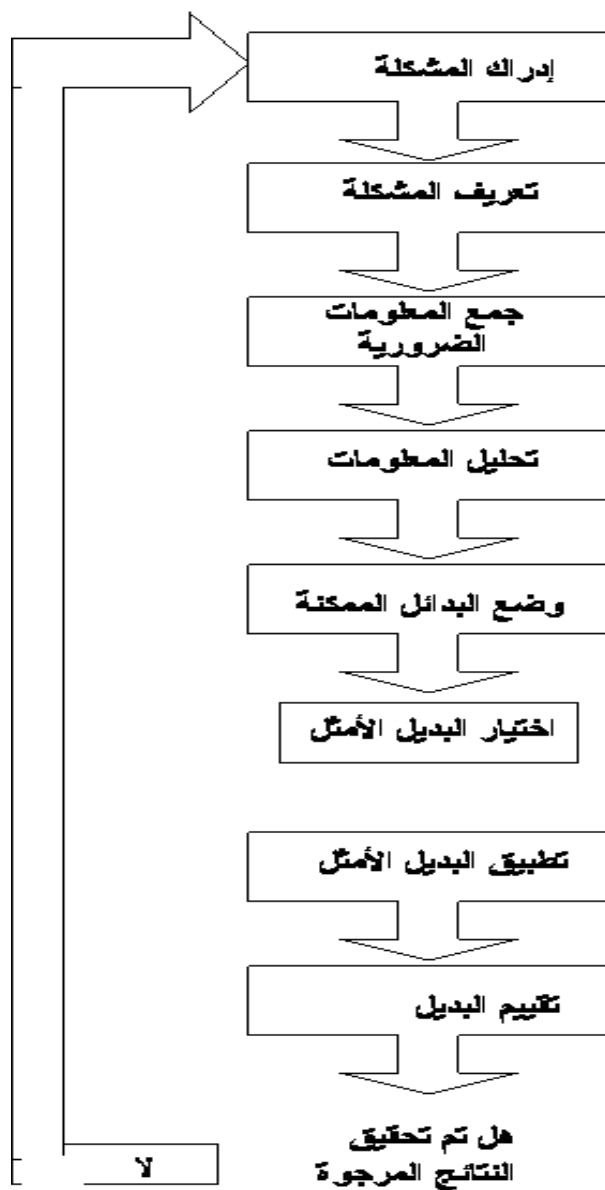 إدراك المشكلة
تعريف المشكلة
جمع المعلومات
الضرورية
تحليل المعلومات
وضع البدائل الممكنة
اختيار البديل الأمثل
تطبيق البديل الأمثل
تقييم البديل
هل تم تحقيق
النتائج المرجوة
لا